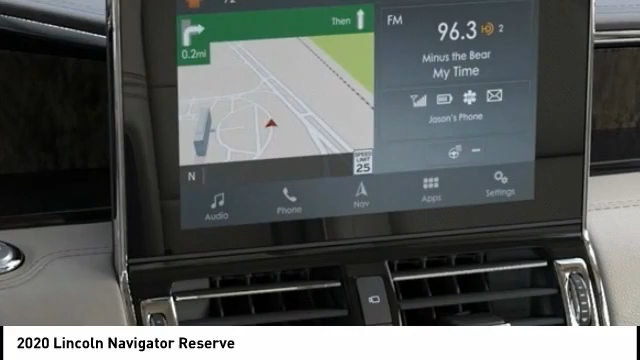 Then
0.2mi
FM
96.3 HD 2
Minus the Bear
My Time
Jason's Phone
SPEED
LIMIT
25
N
Audio
Phone
Nav
Apps
Settings
2020 Lincoln Navigator Reserve